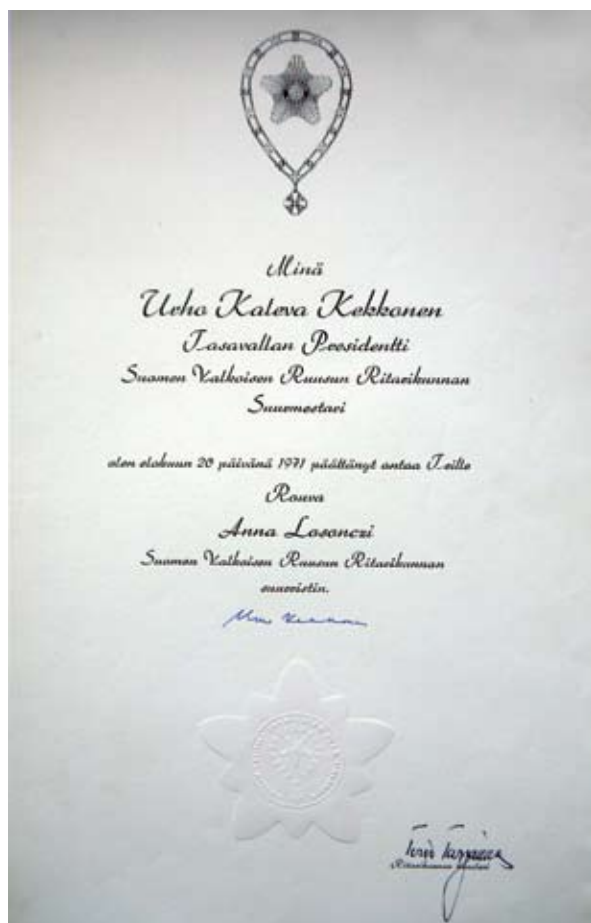 Minä
Urho Kaleva Kekkonen
Tasavallan Presidentti
Suomen Valkoisen Ruusun Ritarikunnan
Suurmestari
olen elokuun 20 päivänä 1971 päättänyt antaa Teille
Rouva
Anna Losonczi
Suomen Valkoisen Ruusun Ritarikunnan
suurristin.
Ritarikunnan